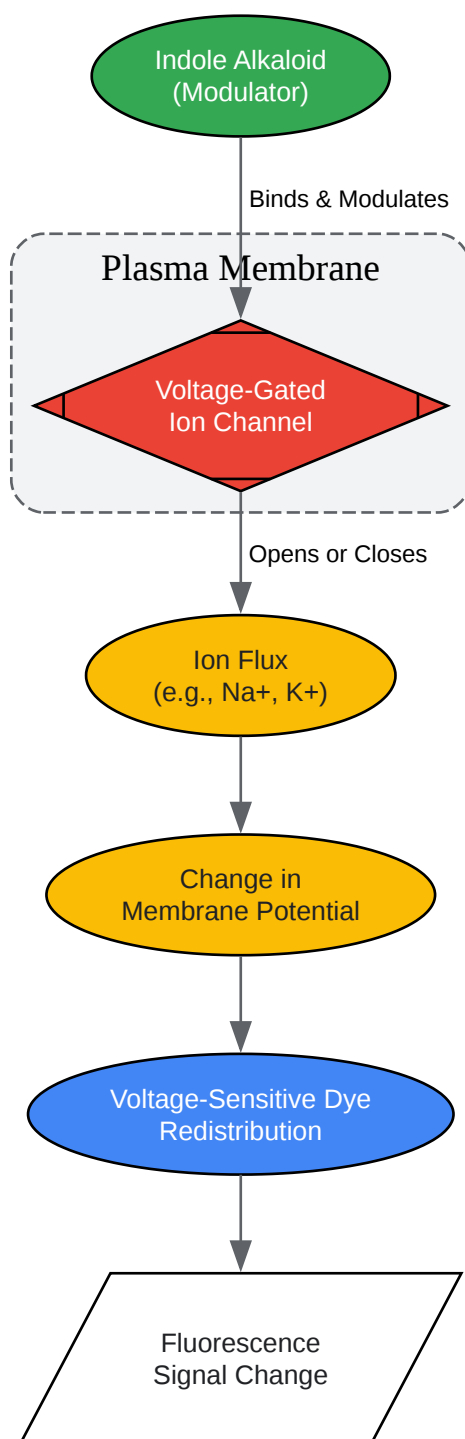 Indole Alkaloid
(Modulator)
Binds & Modulates
Plasma Membrane
Voltage-Gated
Ion Channel
Opens or Closes
Ion Flux
(e.g., Na+, K+)
Change in
Membrane Potential
Voltage-Sensitive Dye
Redistribution
Fluorescence
Signal Change